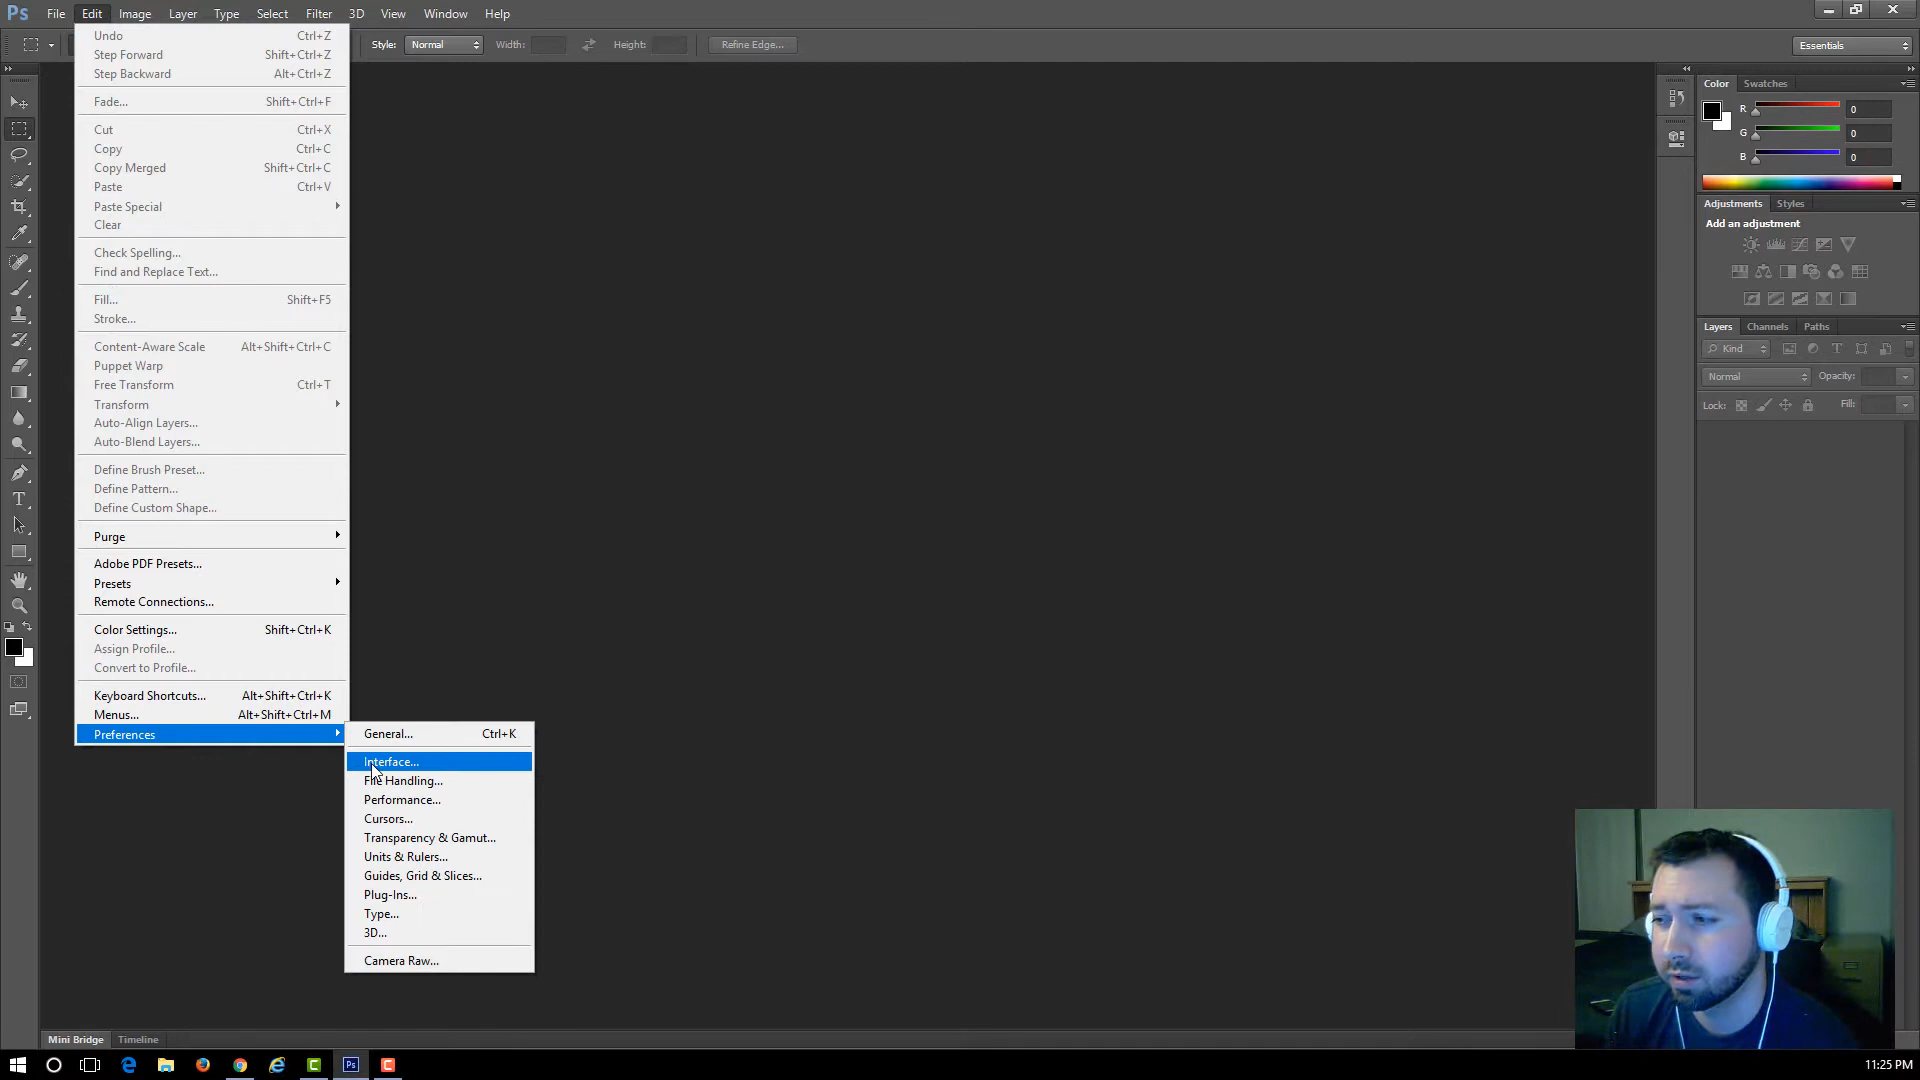 Ps File Edit Image Layer Type Select Filter 3D View Window Help
Style: Normal Width: Height: Refine Edge... Essentials
Undo Ctrl+Z
Step Forward Shift+Ctrl+Z
Step Backward Alt+Ctrl+Z
Fade... Shift+Ctrl+F
Cut Ctrl+X
Copy Ctrl+C
Copy Merged Shift+Ctrl+C
Paste Ctrl+V
Paste Special
Clear
Check Spelling...
Find and Replace Text...
Fill... Shift+F5
Stroke...
Content-Aware Scale Alt+Shift+Ctrl+C
Puppet Warp
Free Transform Ctrl+T
Transform
Auto-Align Layers...
Auto-Blend Layers...
Define Brush Preset...
Define Pattern...
Define Custom Shape...
Purge
Adobe PDF Presets...
Presets
Remote Connections...
Color Settings... Shift+Ctrl+K
Assign Profile...
Convert to Profile...
Keyboard Shortcuts... Alt+Shift+Ctrl+K
Menus... Alt+Shift+Ctrl+M
Preferences
General... Ctrl+K
Interface...
File Handling...
Performance...
Cursors...
Transparency & Gamut...
Units & Rulers...
Guides, Grid & Slices...
Plug-Ins...
Type...
3D...
Camera Raw...
Color Swatches
R 0
G 0
B 0
Adjustments Styles
Add an adjustment
Layers Channels Paths
Kind
Normal Opacity:
Lock: Fill:
Mini Bridge Timeline
Ps
11:25 PM